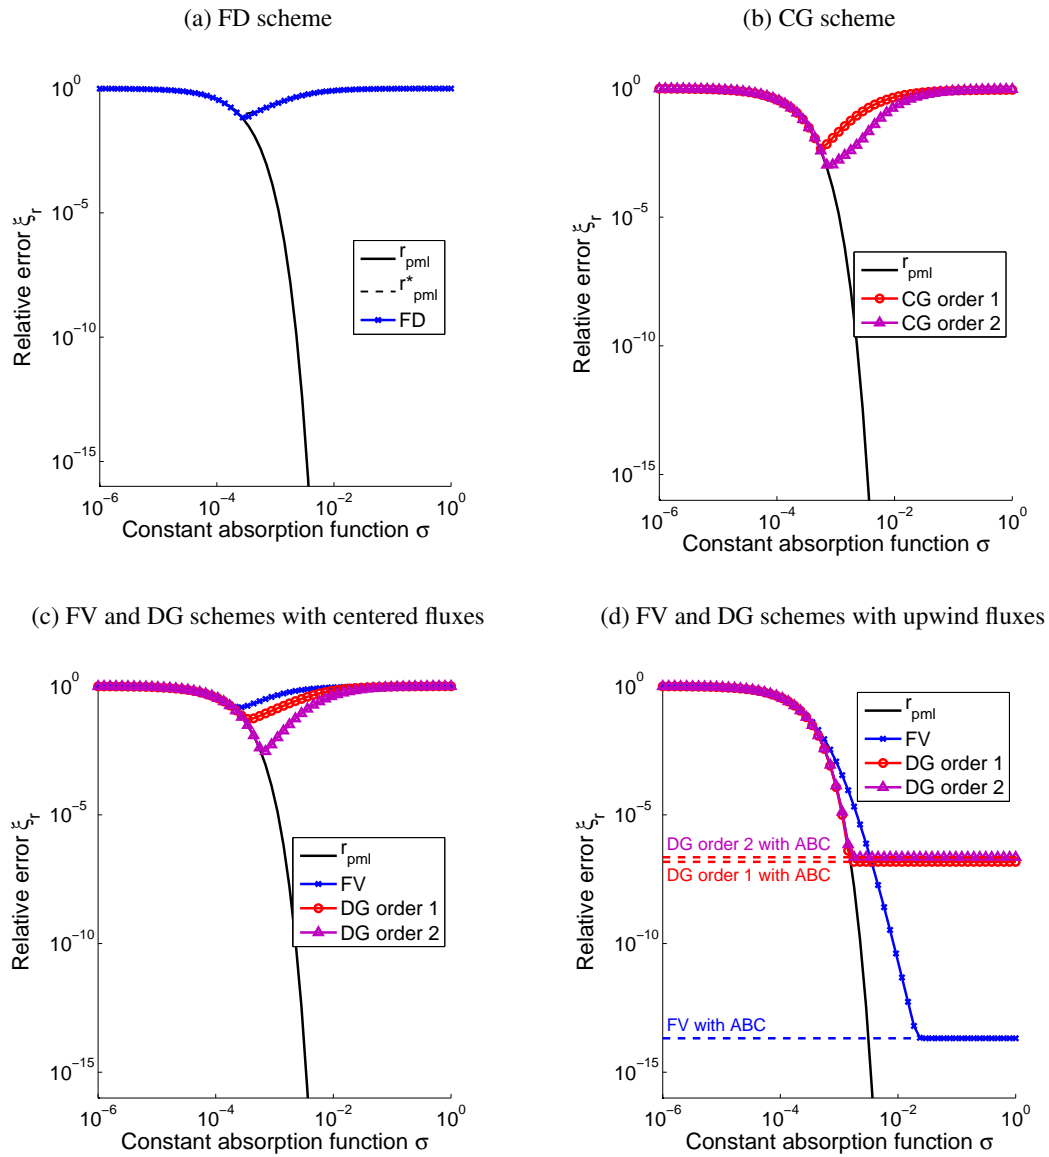 (a) FD scheme
10^0
10^−5
10^−10
10^−15
10^−6
10^−4
10^−2
10^0
Relative error ξ_r
Constant absorption function σ
r_pml
r*_pml
FD
(b) CG scheme
10^0
10^−5
10^−10
10^−15
10^−6
10^−4
10^−2
10^0
Relative error ξ_r
Constant absorption function σ
r_pml
CG order 1
CG order 2
(c) FV and DG schemes with centered fluxes
10^0
10^−5
10^−10
10^−15
10^−6
10^−4
10^−2
10^0
Relative error ξ_r
Constant absorption function σ
r_pml
FV
DG order 1
DG order 2
(d) FV and DG schemes with upwind fluxes
10^0
10^−5
10^−10
10^−15
10^−6
10^−4
10^−2
10^0
Relative error ξ_r
Constant absorption function σ
r_pml
FV
DG order 1
DG order 2
DG order 2 with ABC
DG order 1 with ABC
FV with ABC